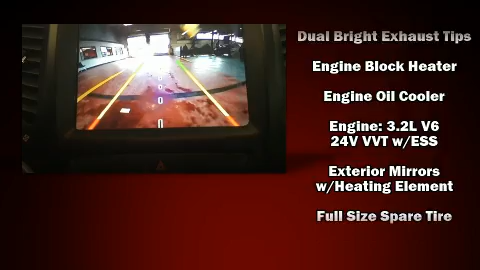 Dual Bright Exhaust Tips
Engine Block Heater
Engine Oil Cooler
Engine: 3.2L V6
24V VVT w/ESS
Exterior Mirrors
w/Heating Element
Full Size Spare Tire